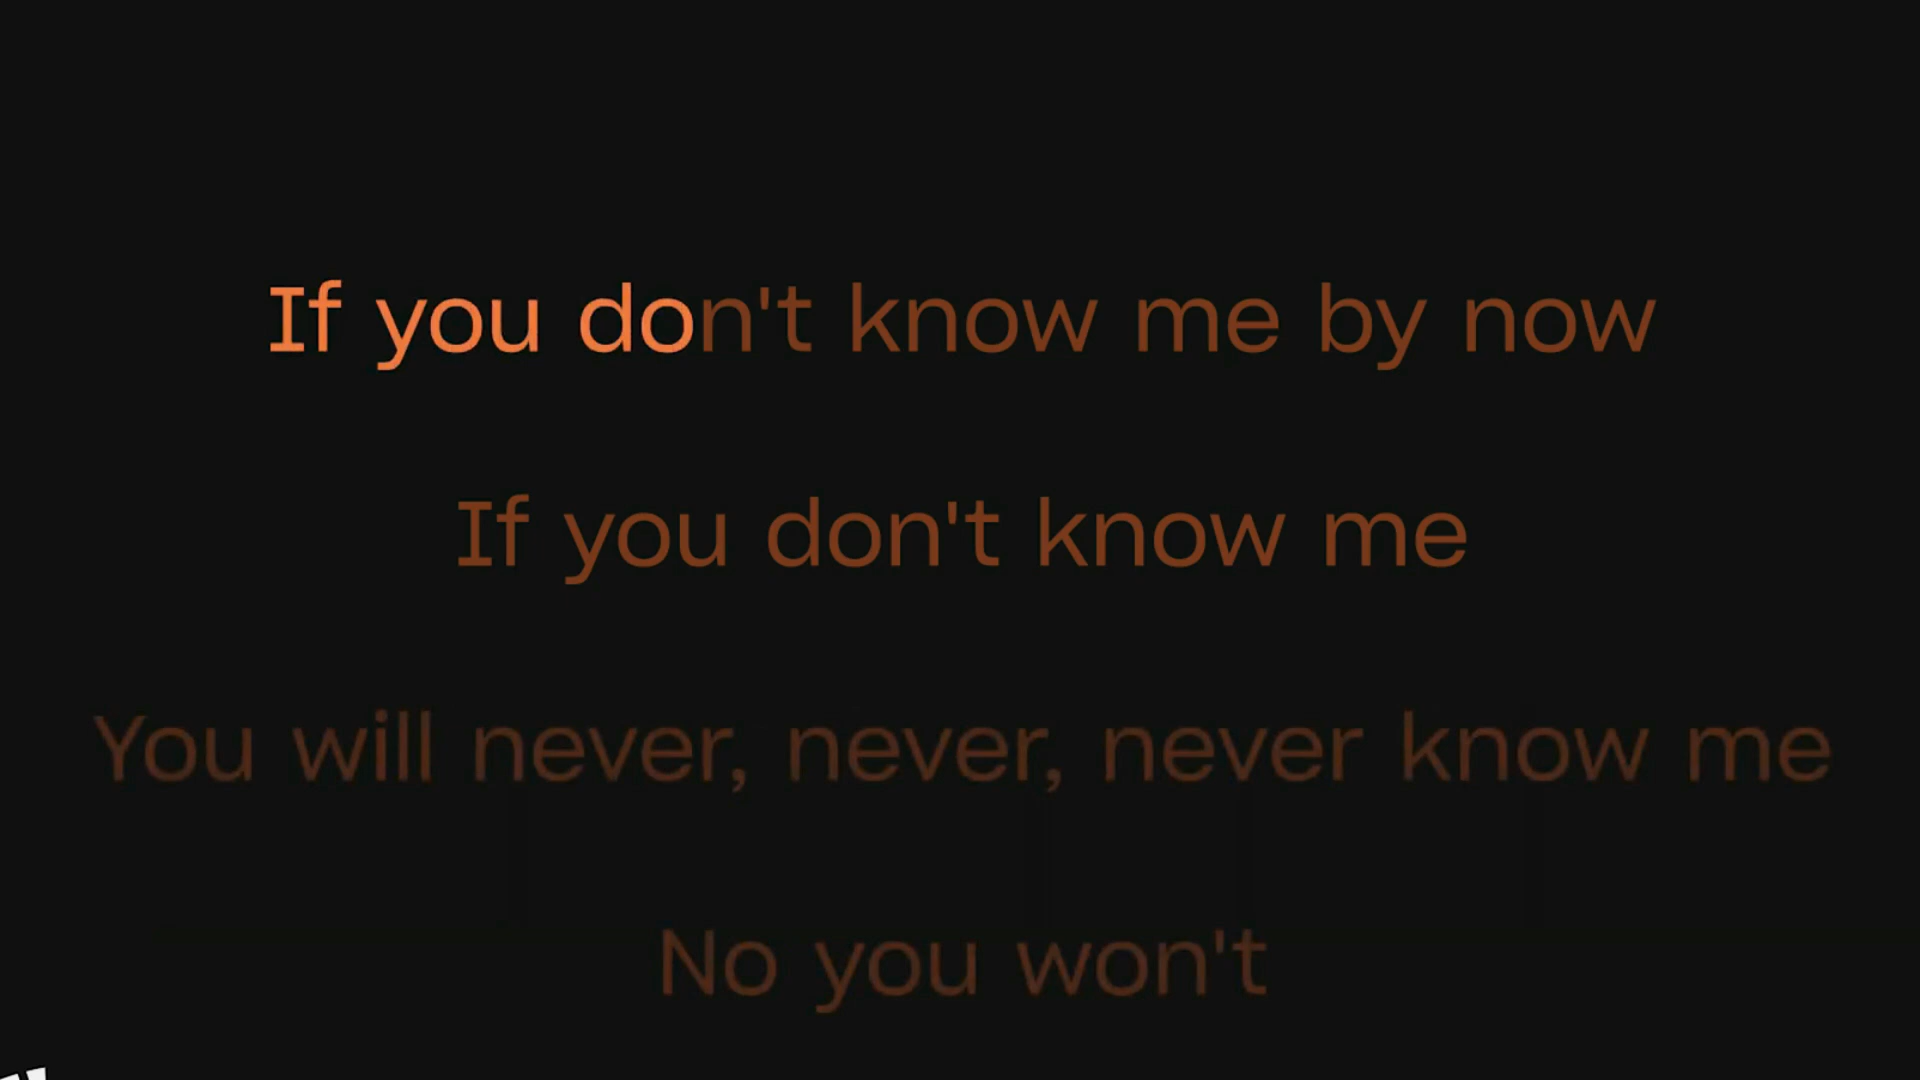 If you don't know me by now
If you don't know me
You will never, never, never know me
No you won't